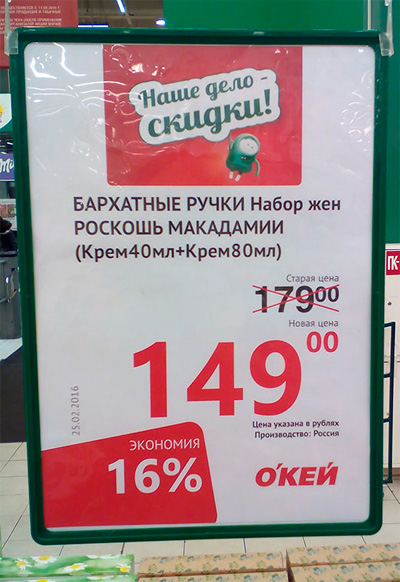 Наше дело -
скидки!
БАРХАТНЫЕ РУЧКИ Набор жен
РОСКОШЬ МАКАДАМИИ
(Крем40мл+Крем80мл)
Старая цена
179 00
Новая цена
149 00
Цена указана в рублях
Производство: Россия
25.02.2016
ЭКОНОМИЯ
16%
О'КЕЙ
ПК-